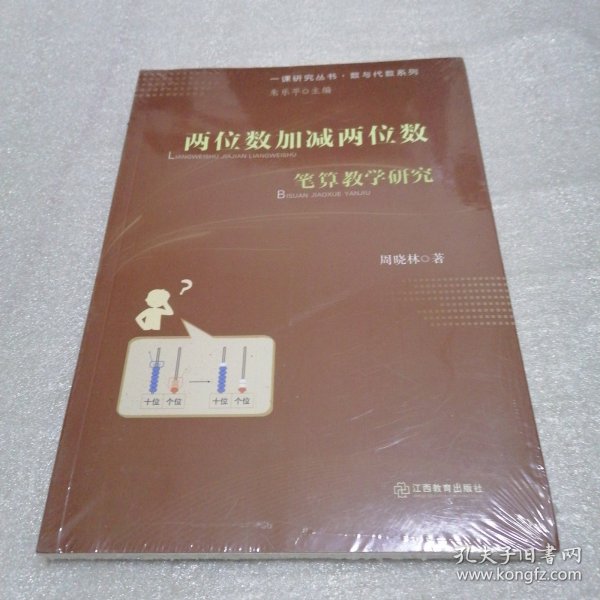 一课研究丛书·数与代数系列
朱乐平○主编
两位数加减两位数
LIANGWEISHU JIAJIAN LIANGWEISHU
笔算教学研究
BISUAN JIAOXUE YANJIU
周晓林○著
?
十位 个位 十位 个位
江西教育出版社
孔夫子旧书网
www.kongfz.com